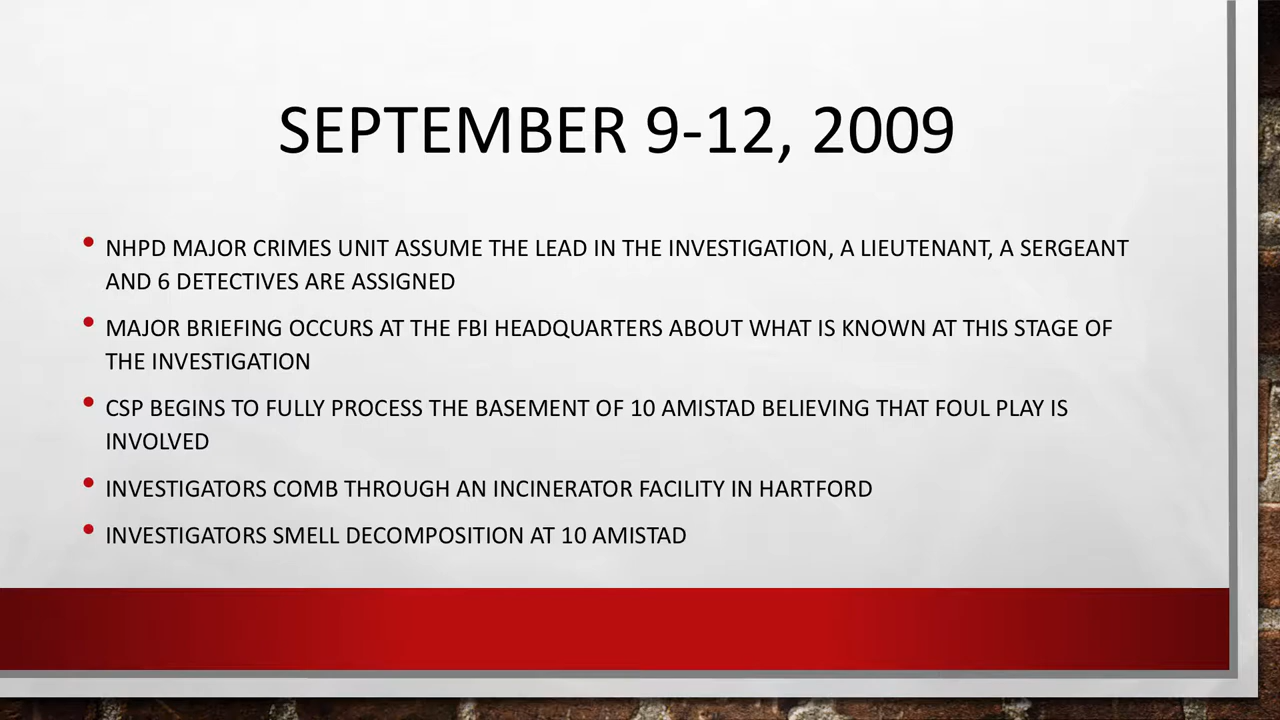 SEPTEMBER 9-12, 2009
• NHPD MAJOR CRIMES UNIT ASSUME THE LEAD IN THE INVESTIGATION, A LIEUTENANT, A SERGEANT
AND 6 DETECTIVES ARE ASSIGNED
• MAJOR BRIEFING OCCURS AT THE FBI HEADQUARTERS ABOUT WHAT IS KNOWN AT THIS STAGE OF
THE INVESTIGATION
• CSP BEGINS TO FULLY PROCESS THE BASEMENT OF 10 AMISTAD BELIEVING THAT FOUL PLAY IS
INVOLVED
• INVESTIGATORS COMB THROUGH AN INCINERATOR FACILITY IN HARTFORD
• INVESTIGATORS SMELL DECOMPOSITION AT 10 AMISTAD